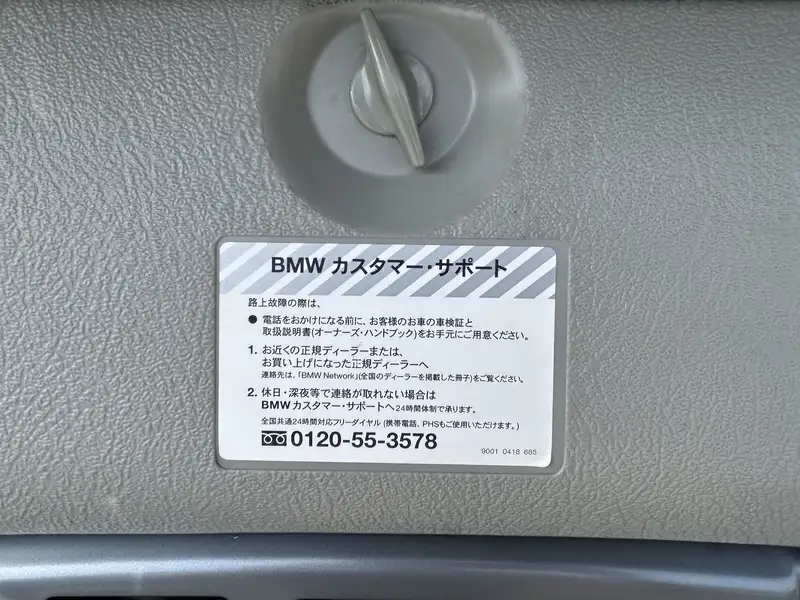 BMW カスタマー・サポート
路上故障の際は、
● 電話をおかけになる前に、お客様のお車の車検証と
取扱説明書(オーナーズ・ハンドブック)をお手元にご用意ください。
1. お近くの正規ディーラーまたは、
お買い上げになった正規ディーラーへ
連絡先は、「BMW Network」(全国のディーラーを掲載した冊子)をご覧ください。
2. 休日・深夜等で連絡が取れない場合は
BMWカスタマー・サポートへ24時間体制で承ります。
全国共通24時間対応フリーダイヤル (携帯電話、PHSもご使用いただけます。)
0120-55-3578
9001 0418 685